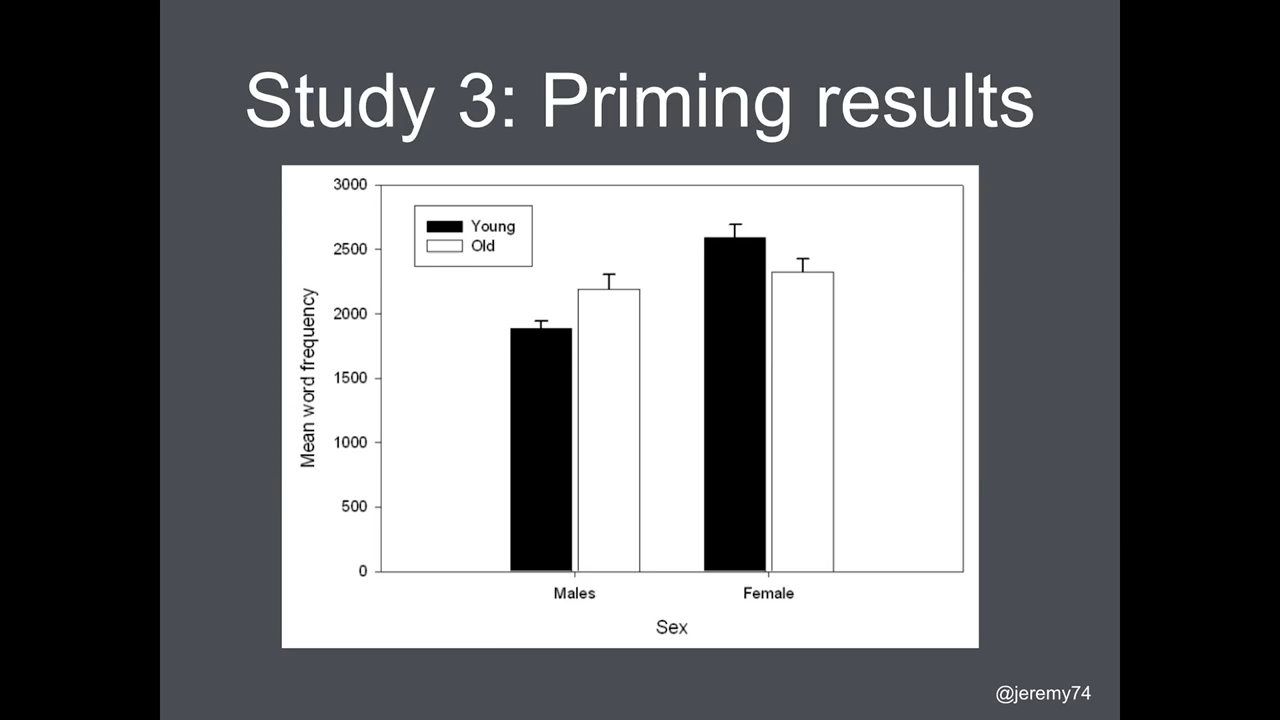 Study 3: Priming results
3000
2500
2000
1500
1000
500
0
Mean word frequency
Young
Old
Males
Female
Sex
@jeremy74